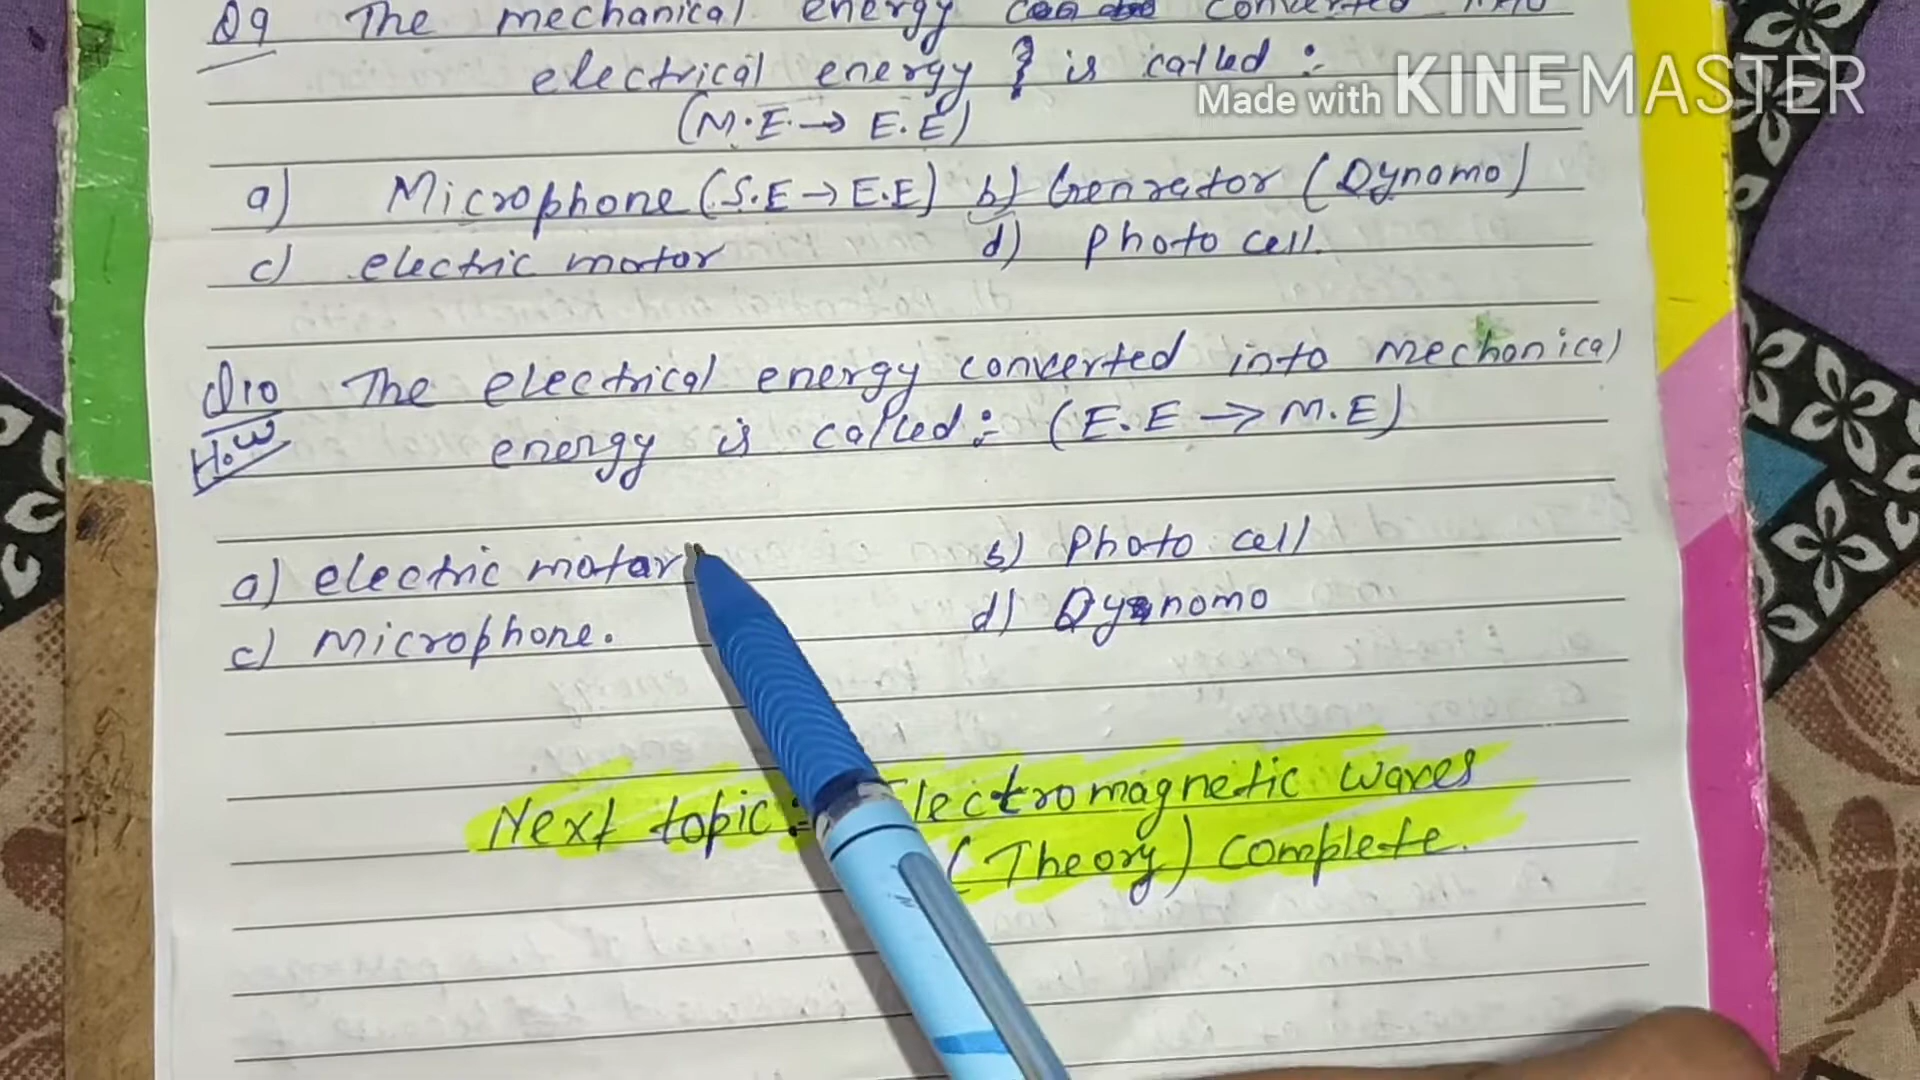 Q9 The mechanical energy converted into
electrical energy is called :-
(M.E. → E.E)
a) Microphone (S.E → E.E) b) Genrator (Dynomo)
c) electric motor d) Photo cell.
Q10 The electrical energy converted into mechonical
H.W energy is called :- (E.E → M.E)
a) electric motor b) Photo cell
c) Microphone. d) Dynomo
Next topic :- Electromagnetic waves
(Theory) complete.
Made with KINEMASTER